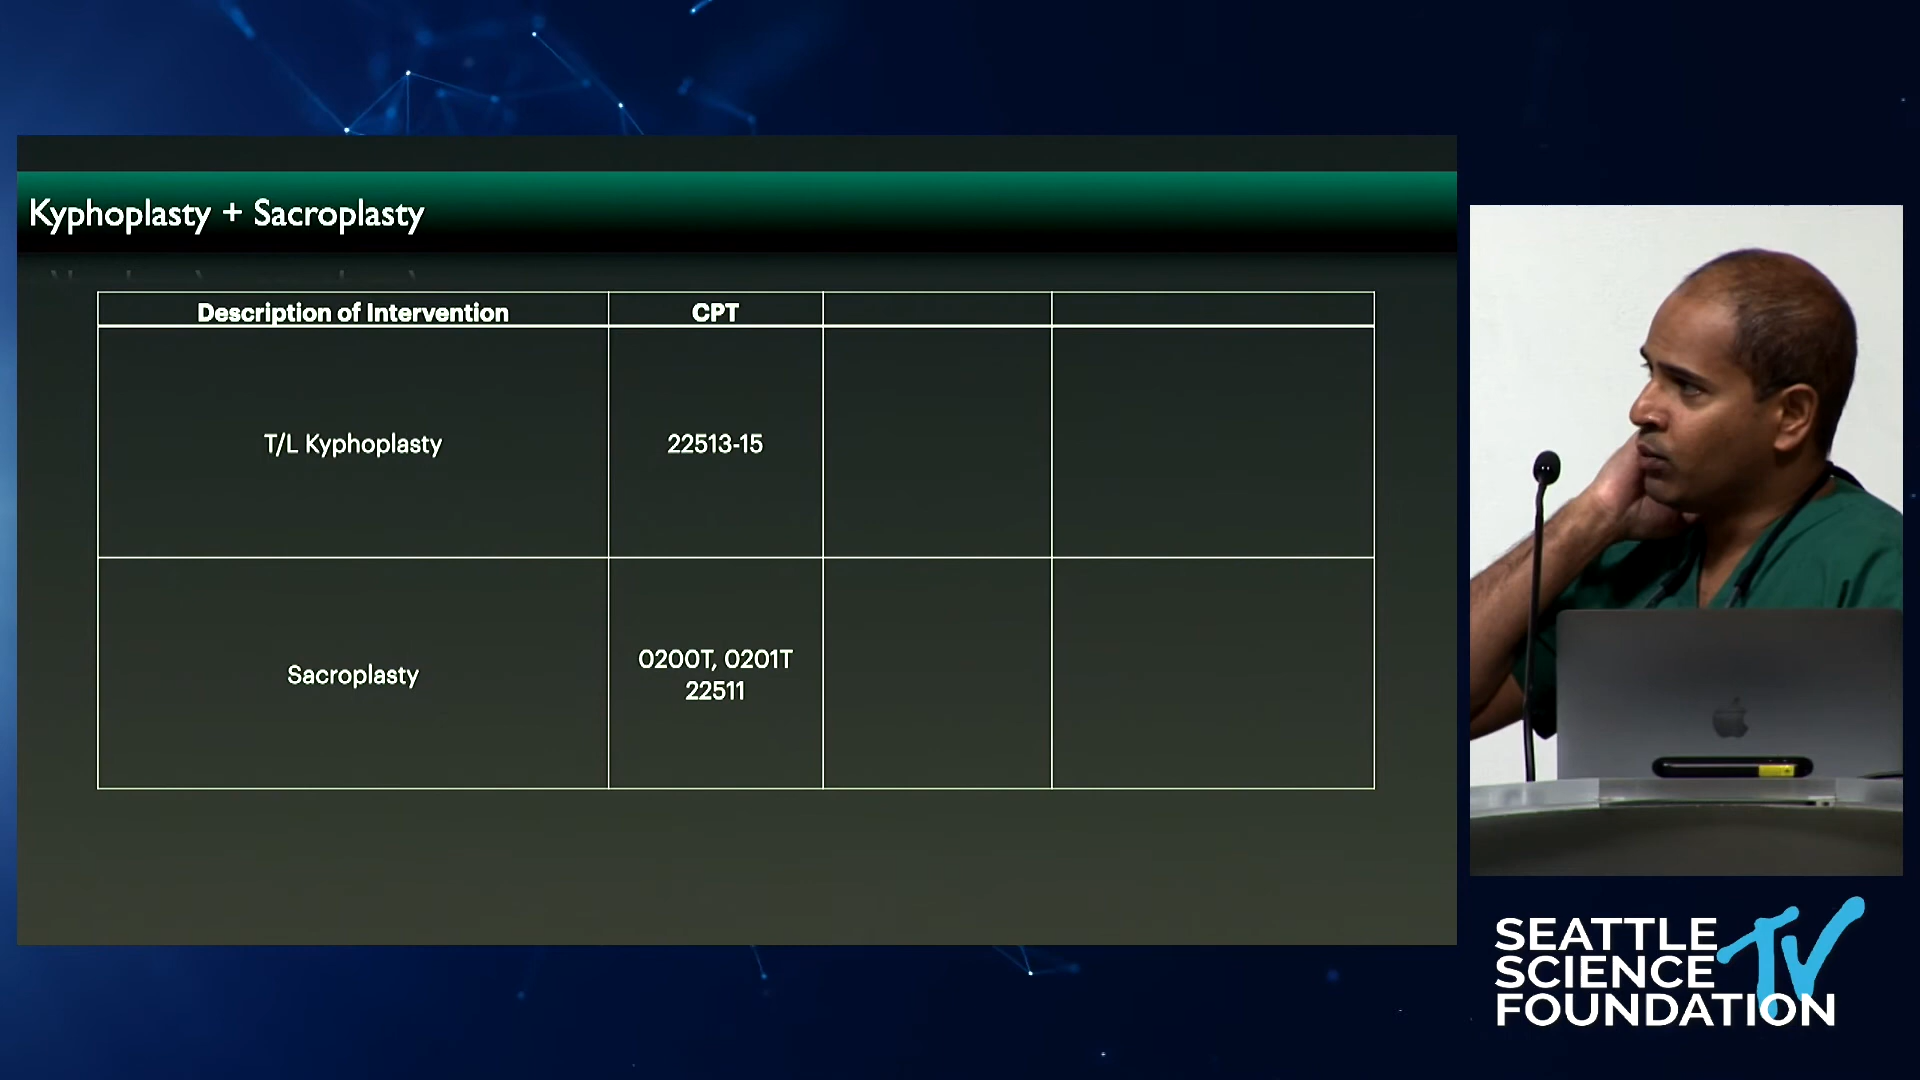 Kyphoplasty + Sacroplasty
Description of Intervention
CPT
T/L Kyphoplasty
22513-15
Sacroplasty
0200T, 0201T
22511
SEATTLE
SCIENCE
FOUNDATION
TV